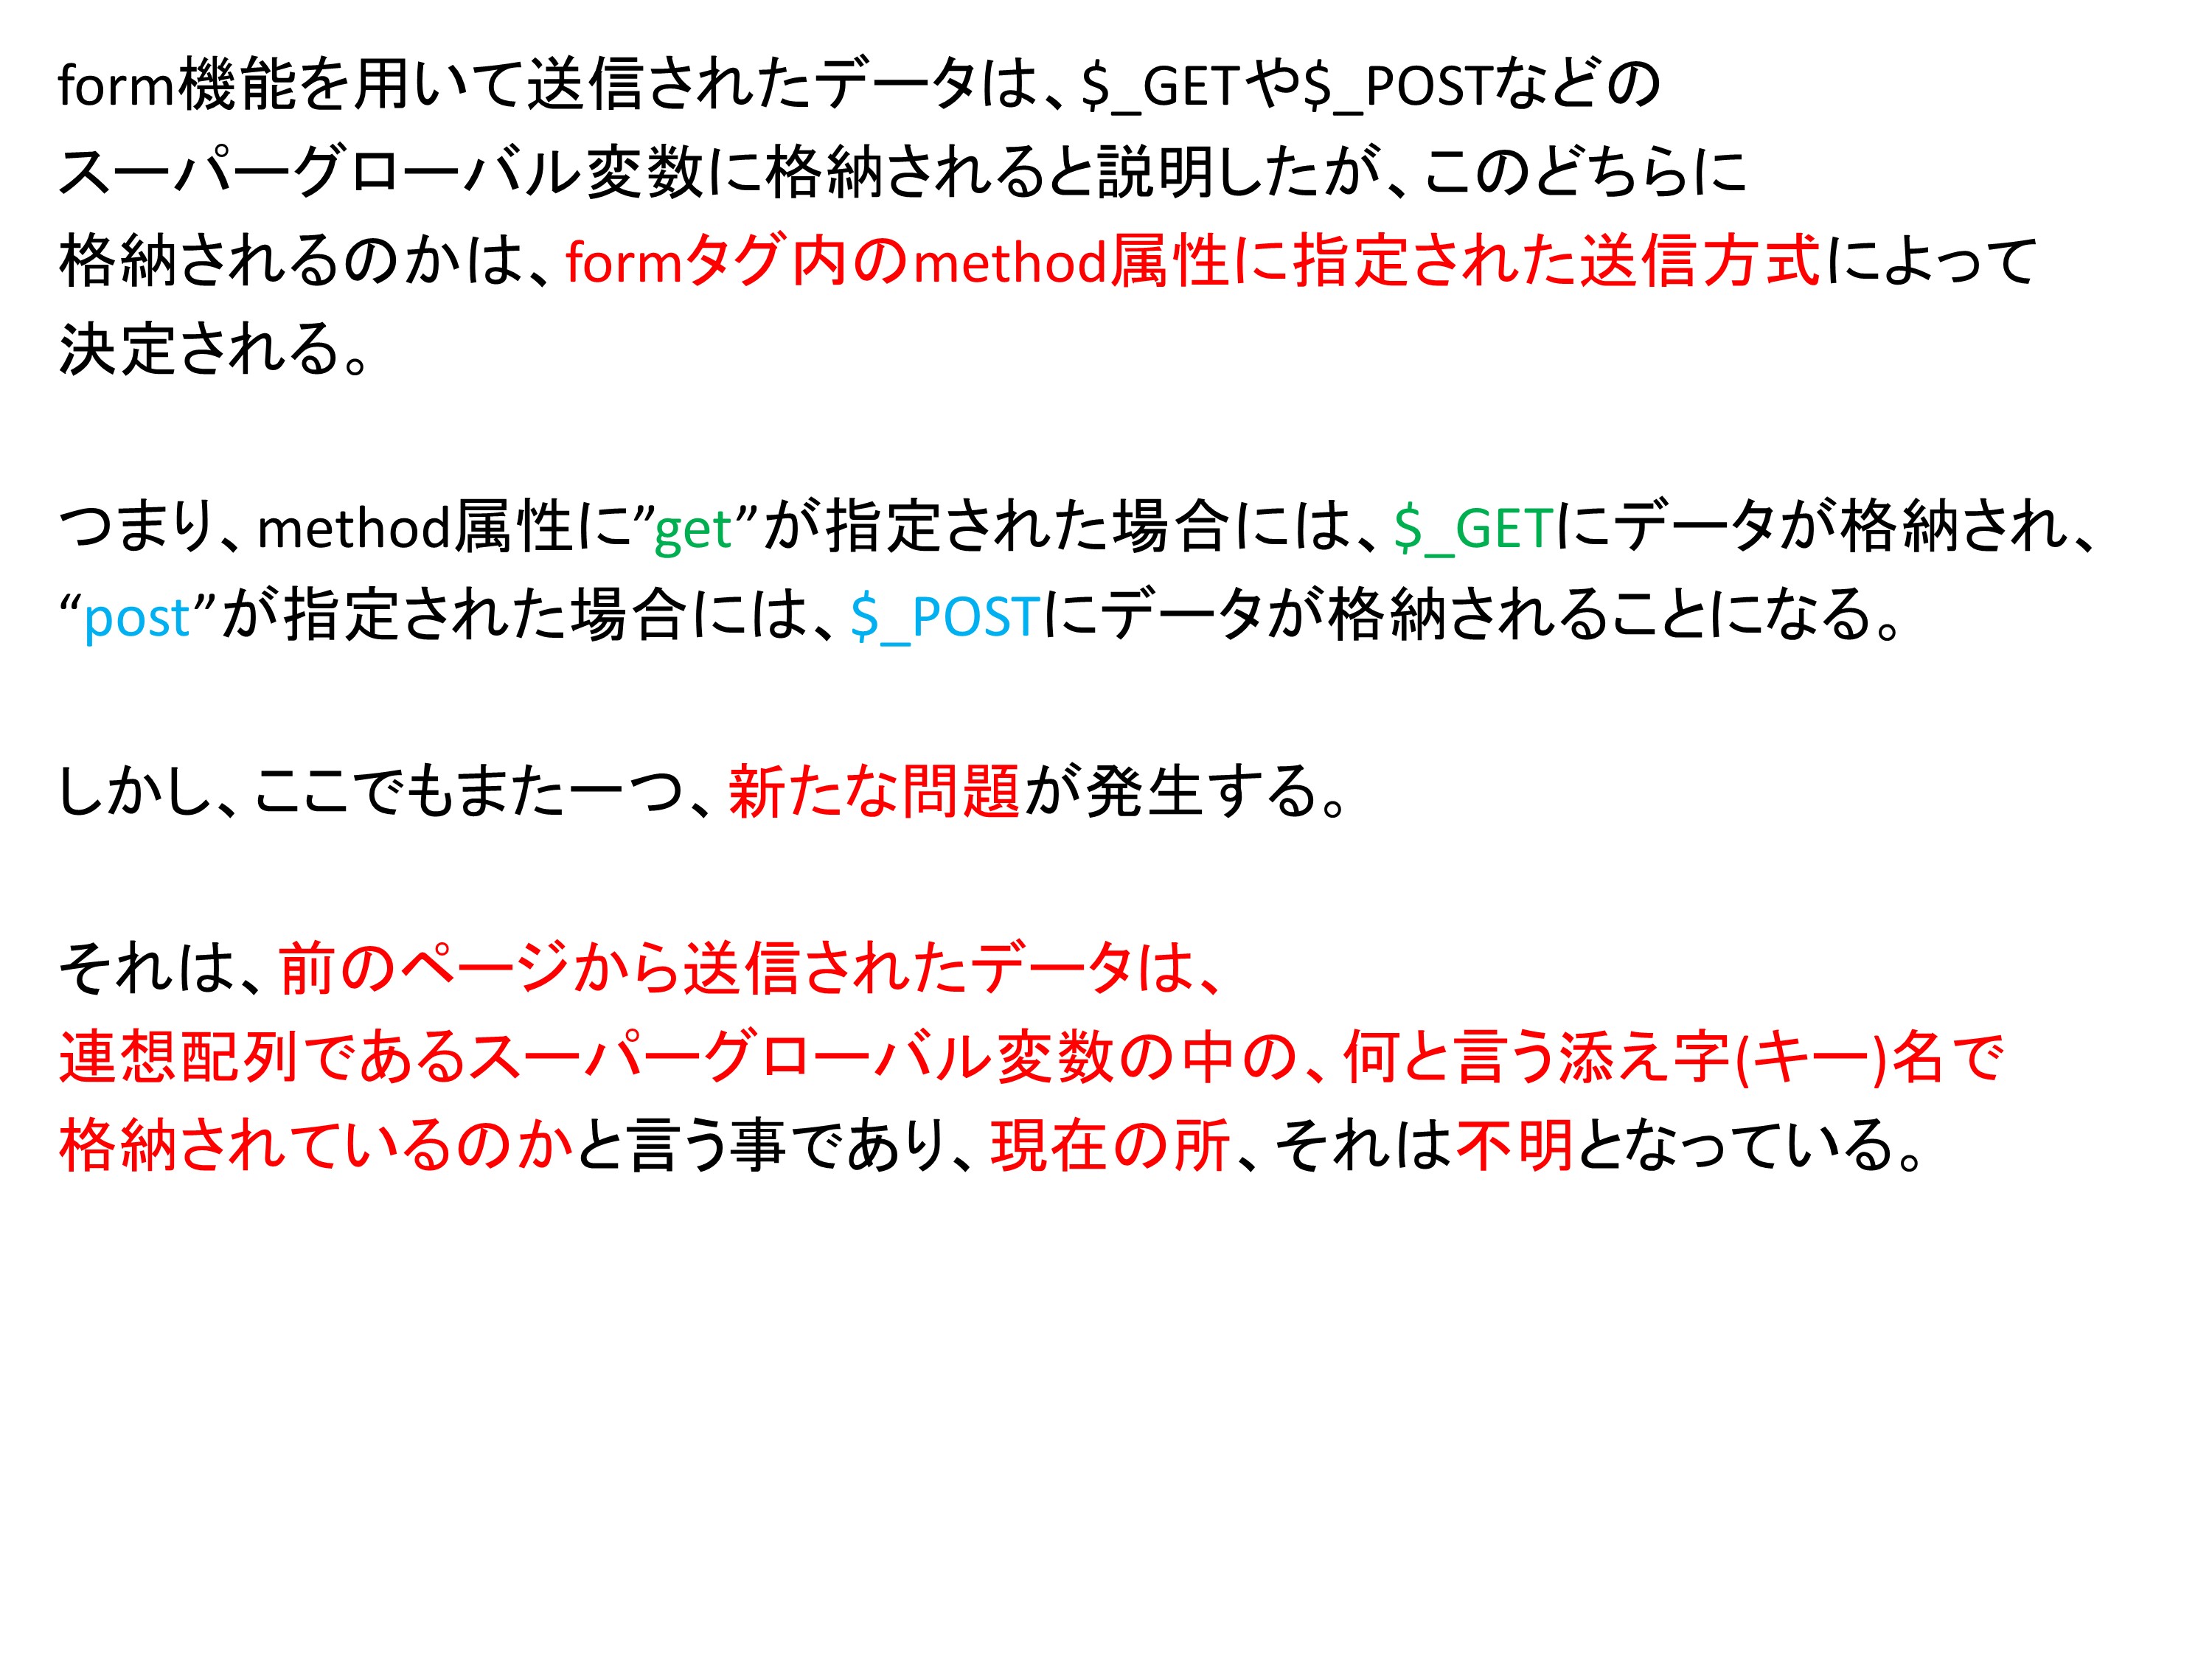 form機能を用いて送信されたデータは、$_GETや$_POSTなどの
スーパーグローバル変数に格納されると説明したが、このどちらに
格納されるのかは、formタグ内のmethod属性に指定された送信方式によって
決定される。
つまり、method属性に”get”が指定された場合には、$_GETにデータが格納され、
“post”が指定された場合には、$_POSTにデータが格納されることになる。
しかし、ここでもまた一つ、新たな問題が発生する。
それは、前のページから送信されたデータは、
連想配列であるスーパーグローバル変数の中の、何と言う添え字(キー)名で
格納されているのかと言う事であり、現在の所、それは不明となっている。